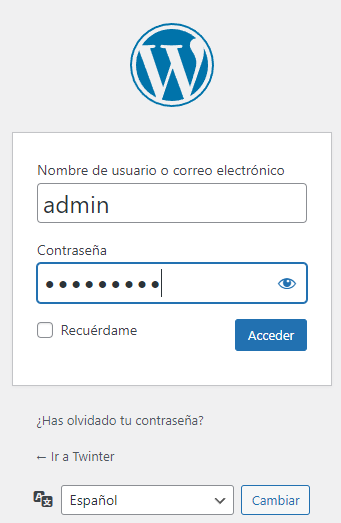 Nombre de usuario o correo electrónico
admin
Contraseña
•••••••••
Recuérdame
Acceder
¿Has olvidado tu contraseña?
← Ir a Twinter
Español
Cambiar